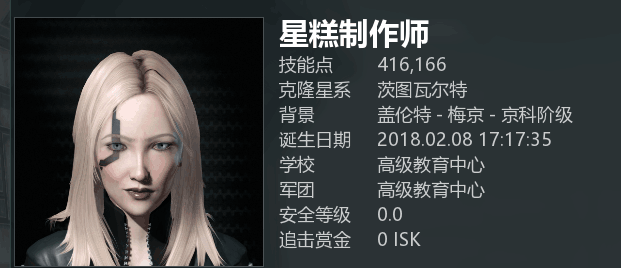 星糕制作师
技能点 416,166
克隆星系 茨图瓦尔特
背景 盖伦特 - 梅京 - 京科阶级
诞生日期 2018.02.08 17:17:35
学校 高级教育中心
军团 高级教育中心
安全等级 0.0
追击赏金 0 ISK